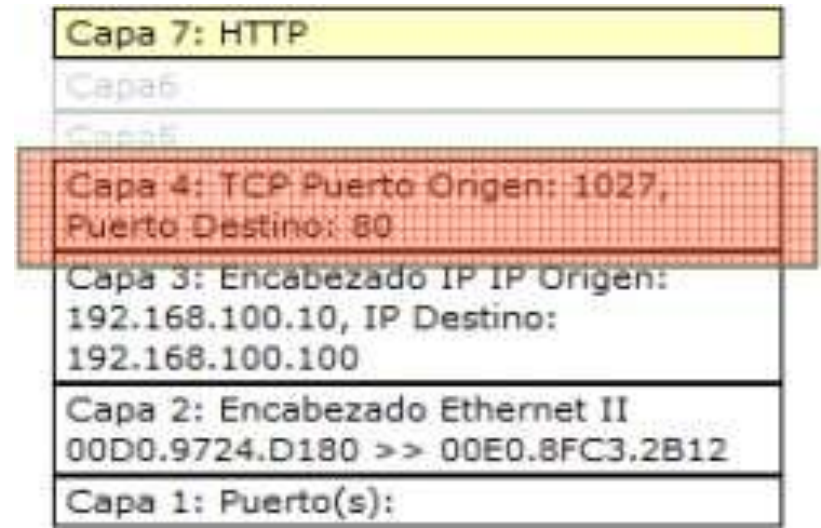 Capa 7: HTTP
Capa6
Capa5
Capa 4: TCP Puerto Origen: 1027,
Puerto Destino: 80
Capa 3: Encabezado IP IP Origen:
192.168.100.10, IP Destino:
192.168.100.100
Capa 2: Encabezado Ethernet II
00D0.9724.D180 >> 00E0.8FC3.2B12
Capa 1: Puerto(s):